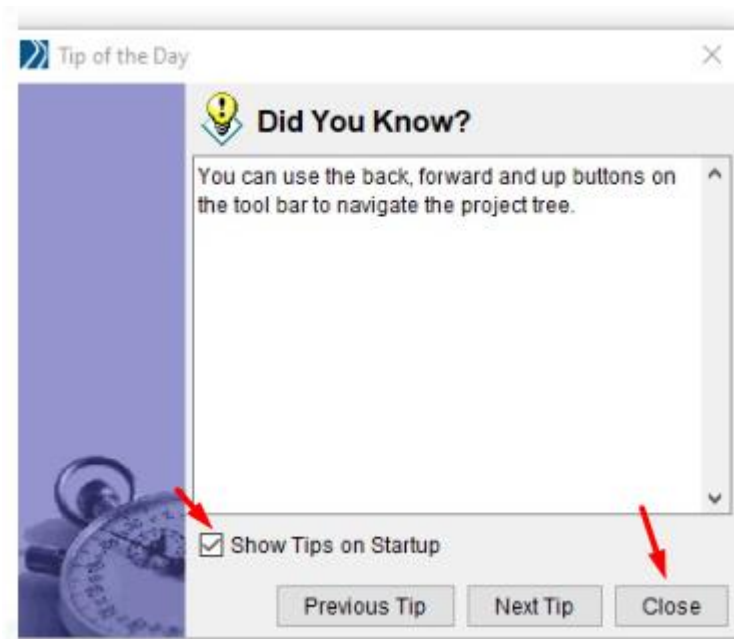 Tip of the Day
Did You Know?
You can use the back, forward and up buttons on
the tool bar to navigate the project tree.
Show Tips on Startup
Previous Tip
Next Tip
Close